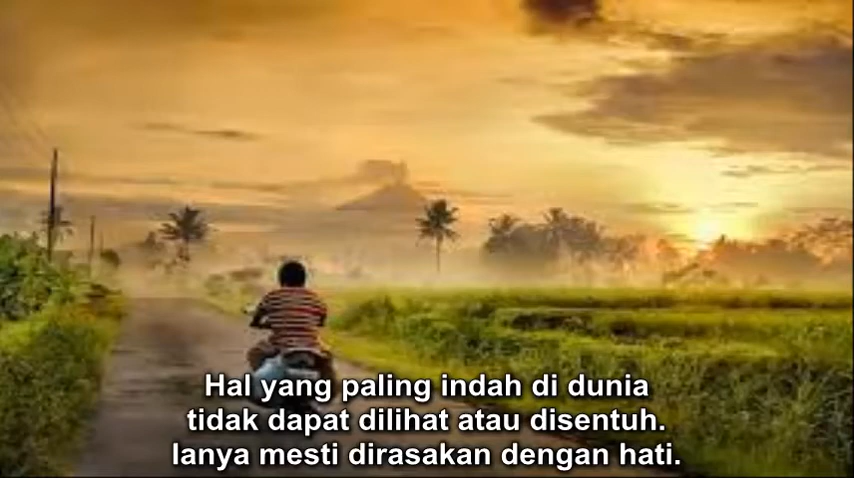 Hal yang paling indah di dunia
tidak dapat dilihat atau disentuh.
Ianya mesti dirasakan dengan hati.